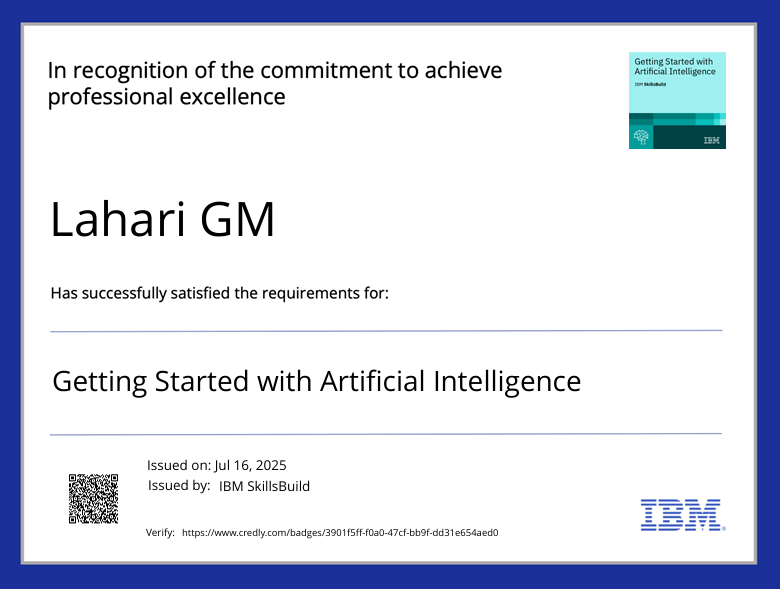 In recognition of the commitment to achieve
professional excellence
Getting Started with
Artificial Intelligence
IBM SkillsBuild
IBM
Lahari GM
Has successfully satisfied the requirements for:
Getting Started with Artificial Intelligence
Issued on: Jul 16, 2025
Issued by: IBM SkillsBuild
Verify: https://www.credly.com/badges/3901f5ff-f0a0-47cf-bb9f-dd31e654aed0
IBM®